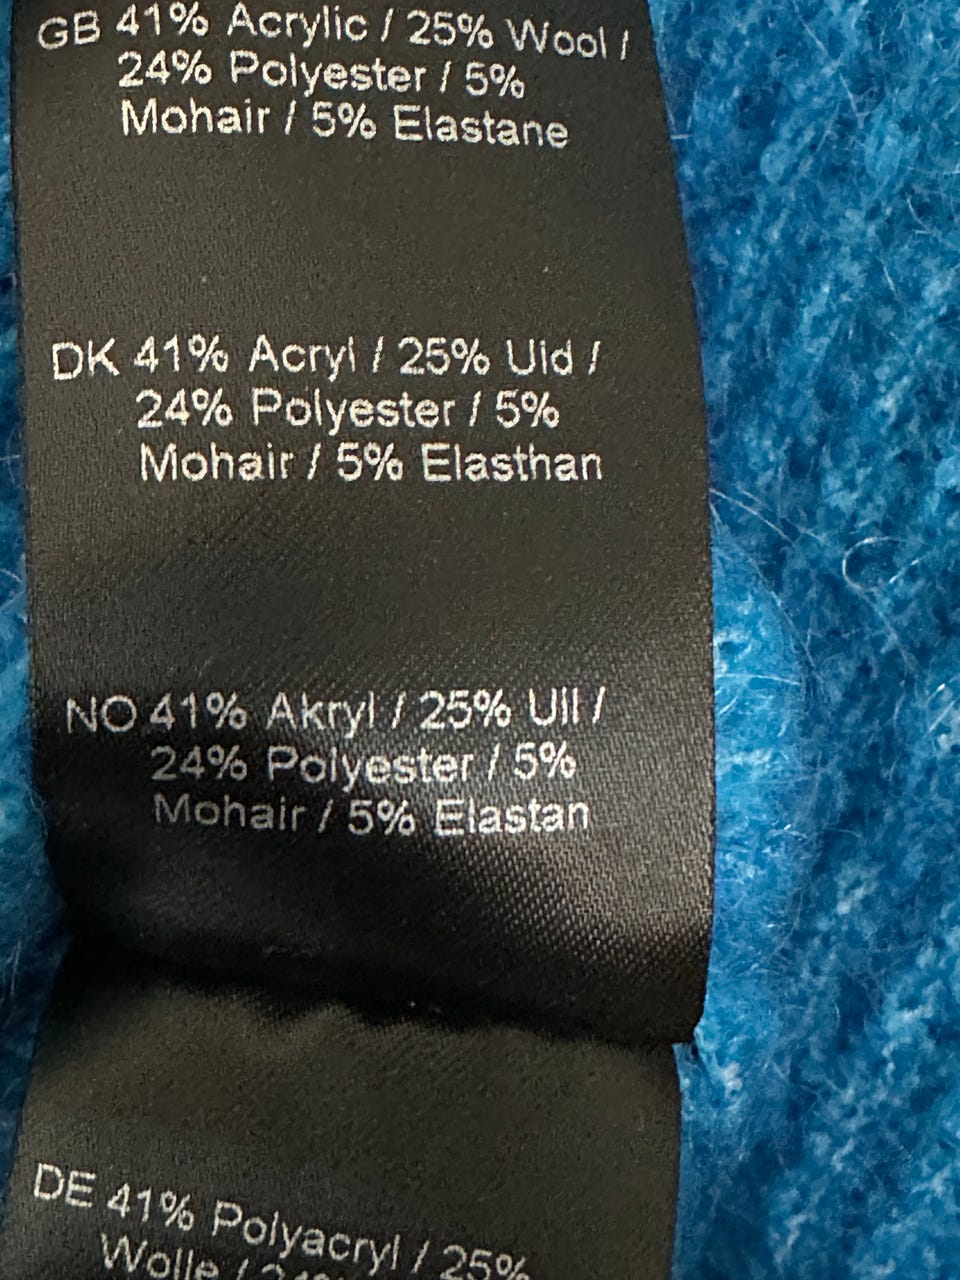 GB 41% Acrylic / 25% Wool /
24% Polyester / 5%
Mohair / 5% Elastane
DK 41% Acryl / 25% Uld /
24% Polyester / 5%
Mohair / 5% Elasthan
NO 41% Akryl / 25% Ull /
24% Polyester / 5%
Mohair / 5% Elastan
DE 41% Polyacryl / 25%
Wolle /